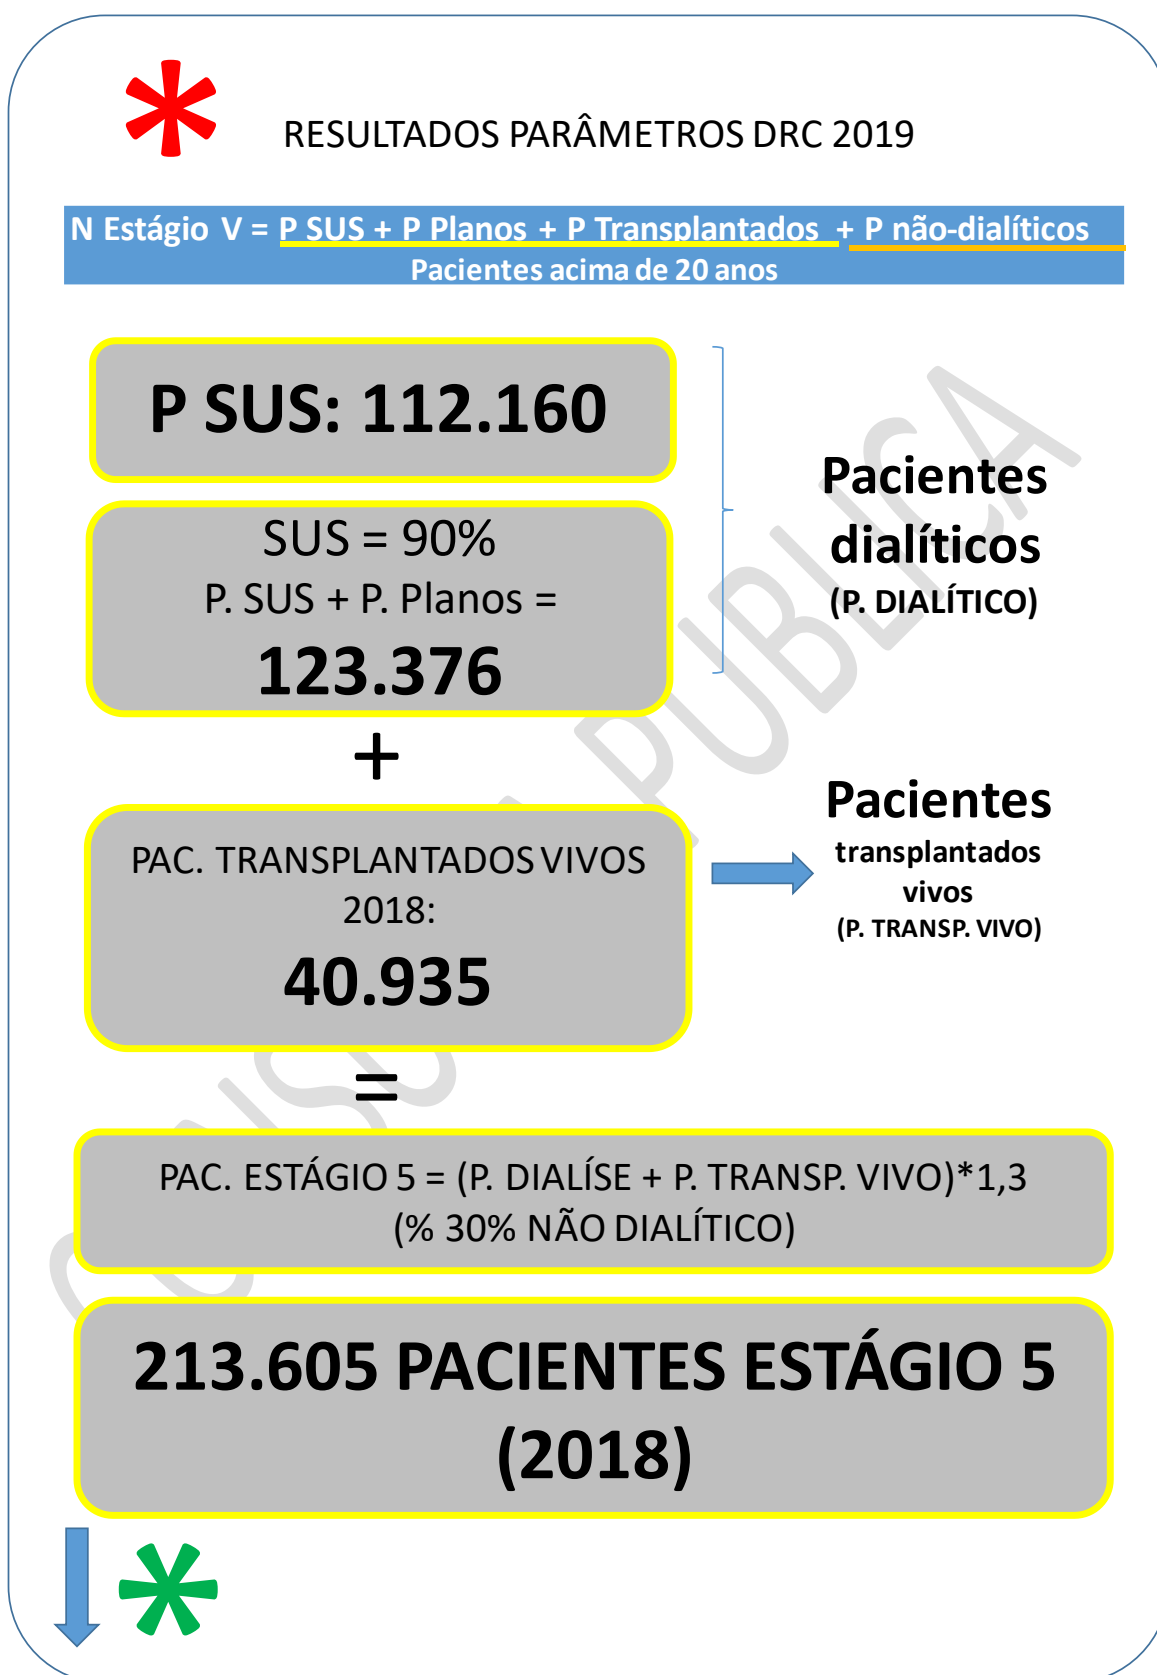 RESULTADOS PARÂMETROS DRC 2019
N Estágio V = P SUS + P Planos + P Transplantados + P não-dialíticos
Pacientes acima de 20 anos
P SUS: 112.160
SUS = 90%
P. SUS + P. Planos =
123.376
Pacientes
dialíticos
(P. DIALÍTICO)
+
PAC. TRANSPLANTADOS VIVOS
2018:
40.935
Pacientes
transplantados
vivos
(P. TRANSP. VIVO)
=
PAC. ESTÁGIO 5 = (P. DIALÍSE + P. TRANSP. VIVO)*1,3
(% 30% NÃO DIALÍTICO)
213.605 PACIENTES ESTÁGIO 5
(2018)
CONSULTA PUBLICA